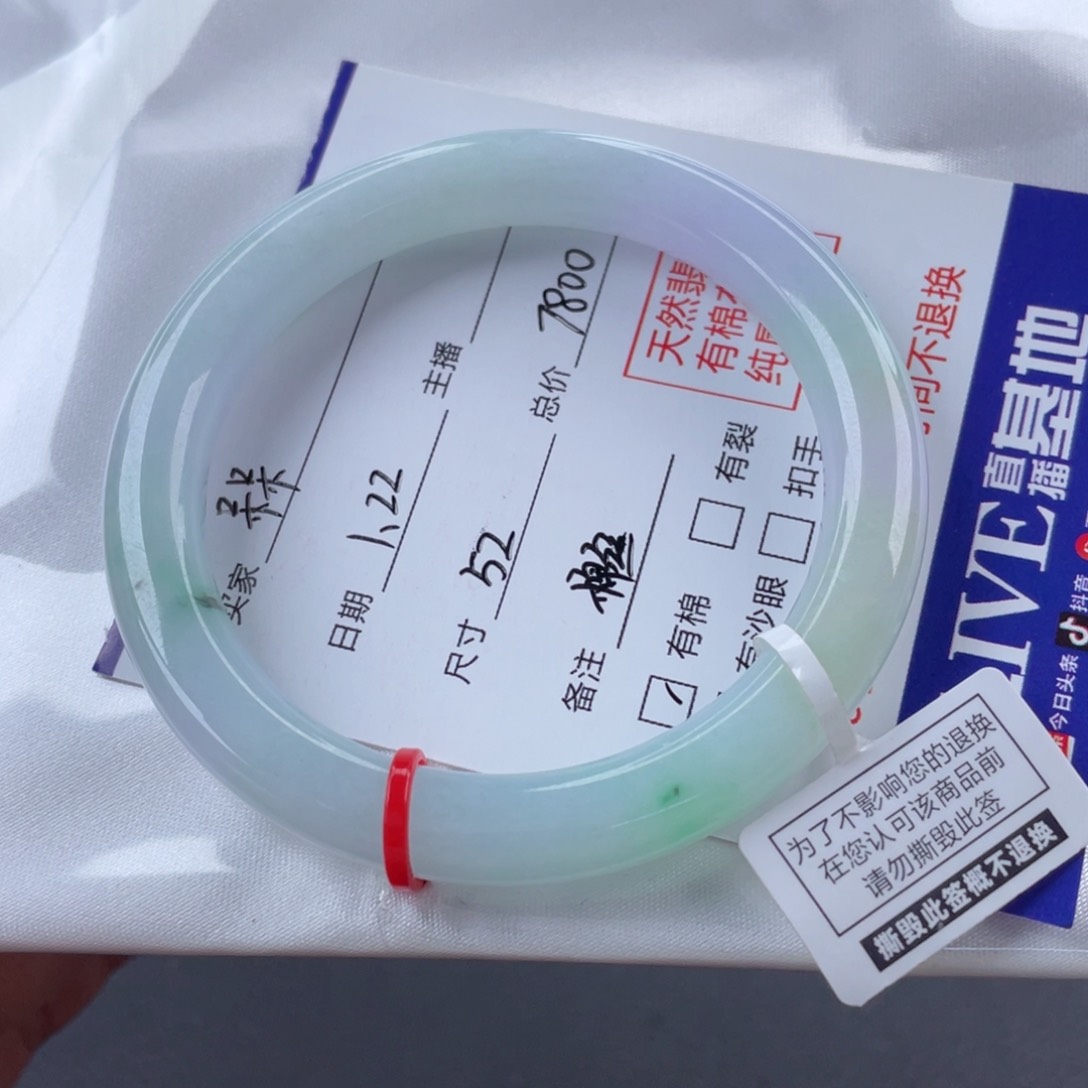 买家
日期 1、22
主播
尺寸 52
总价 7800
备注
有棉
有裂
有沙眼
扣手
天然翡
有棉
纯
不退换
LIVE
直播
基地
抖音
今日头条
为了不影响您的退换
在您认可该商品前
请勿撕毁此签
撕毁此签概不退换